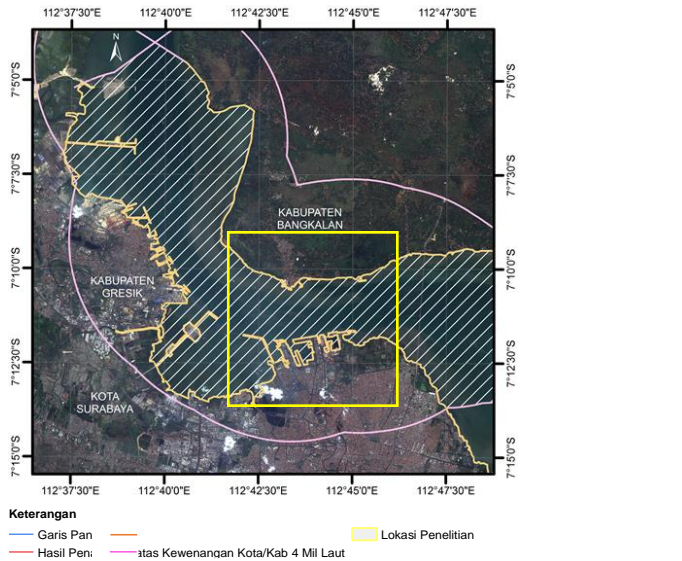 112°37'30"E 112°40'0"E 112°42'30"E 112°45'0"E 112°47'30"E
N
7°5'0"S 7°5'0"S
7°7'30"S 7°7'30"S
KABUPATEN
BANGKALAN
7°10'0"S 7°10'0"S
KABUPATEN
GRESIK
7°12'30"S 7°12'30"S
KOTA
SURABAYA
7°15'0"S 7°15'0"S
112°37'30"E 112°40'0"E 112°42'30"E 112°45'0"E 112°47'30"E
Keterangan
Garis Pan Lokasi Penelitian
Hasil Pena atas Kewenangan Kota/Kab 4 Mil Laut